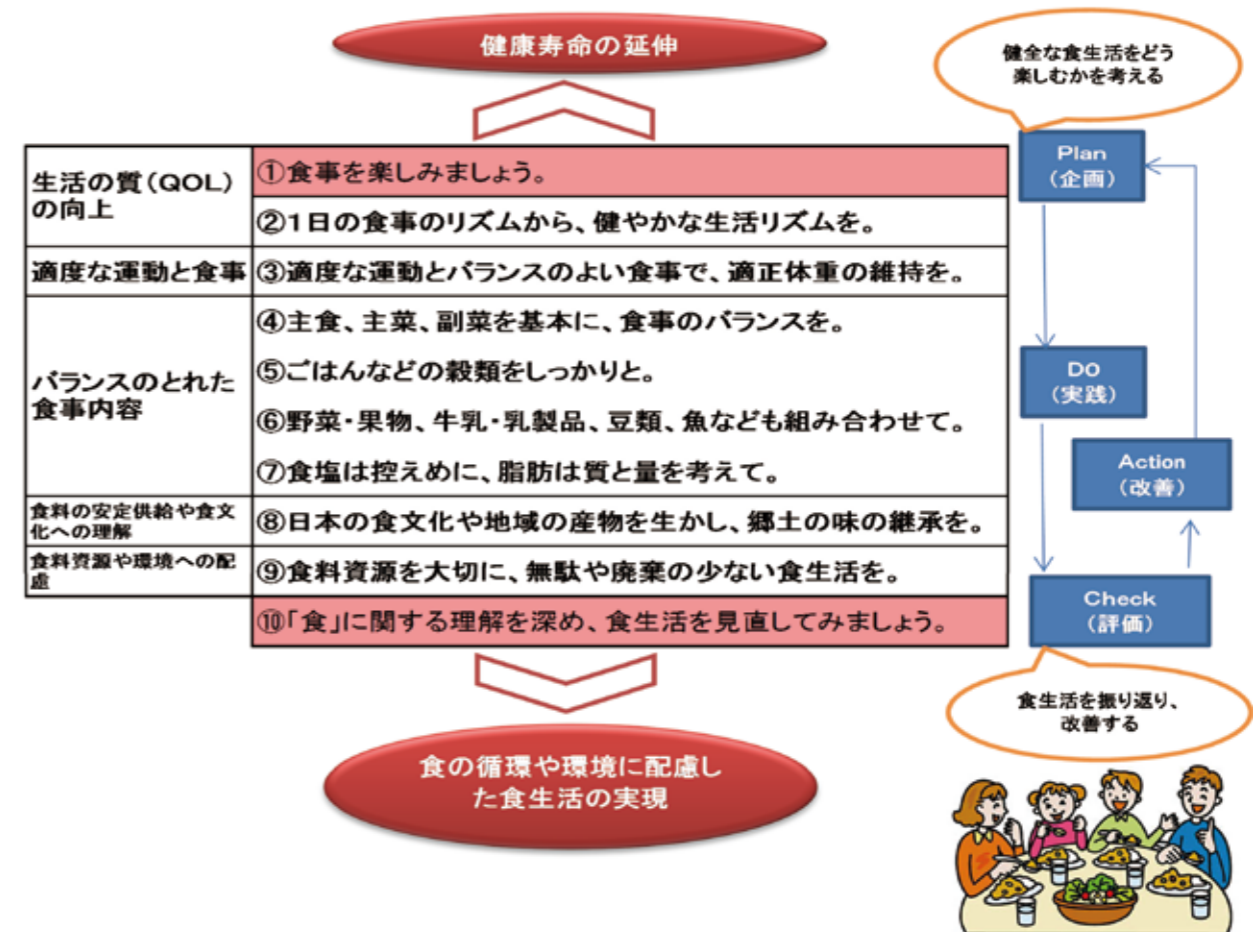 健康寿命の延伸
健全な食生活をどう
楽しむかを考える
生活の質（QOL）
の向上
①食事を楽しみましょう。
②１日の食事のリズムから、健やかな生活リズムを。
適度な運動と食事
③適度な運動とバランスのよい食事で、適正体重の維持を。
バランスのとれた
食事内容
④主食、主菜、副菜を基本に、食事のバランスを。
⑤ごはんなどの穀類をしっかりと。
⑥野菜・果物、牛乳・乳製品、豆類、魚なども組み合わせて。
⑦食塩は控えめに、脂肪は質と量を考えて。
食料の安定供給や食文
化への理解
⑧日本の食文化や地域の産物を生かし、郷土の味の継承を。
食料資源や環境への配
慮
⑨食料資源を大切に、無駄や廃棄の少ない食生活を。
⑩「食」に関する理解を深め、食生活を見直してみましょう。
Plan
（企画）
DO
（実践）
Action
（改善）
Check
（評価）
食生活を振り返り、
改善する
食の循環や環境に配慮し
た食生活の実現